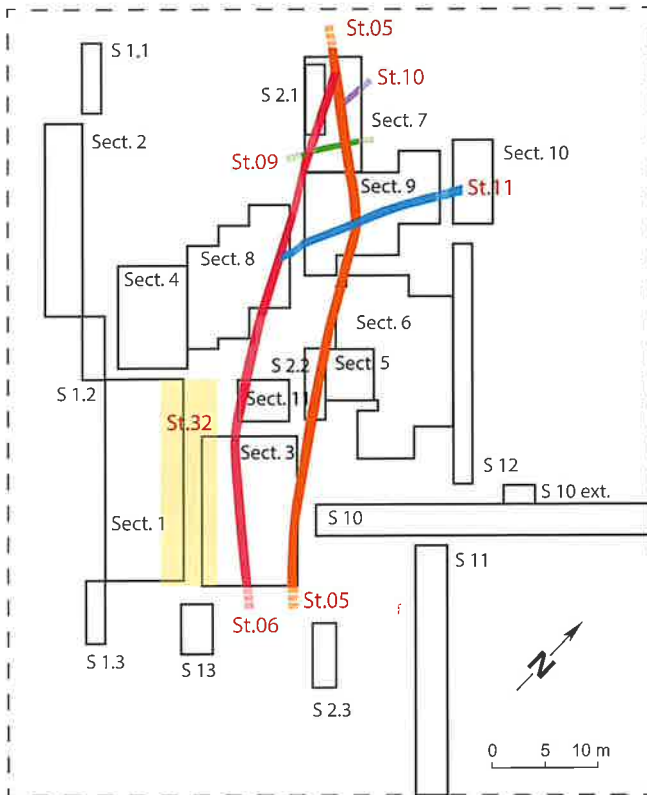 St.05
S 1.1
St.10
S 2.1
Sect. 7
Sect. 2
Sect. 10
St.09
Sect. 9
St.11
Sect. 8
Sect. 4
Sect. 6
S 2.2
Sect. 5
S 1.2
Sect. 11
St.32
Sect. 3
S 12
S 10 ext.
S 10
Sect. 1
S 11
St.05
St.06
S 1.3
S 13
S 2.3
N
0 5 10 m